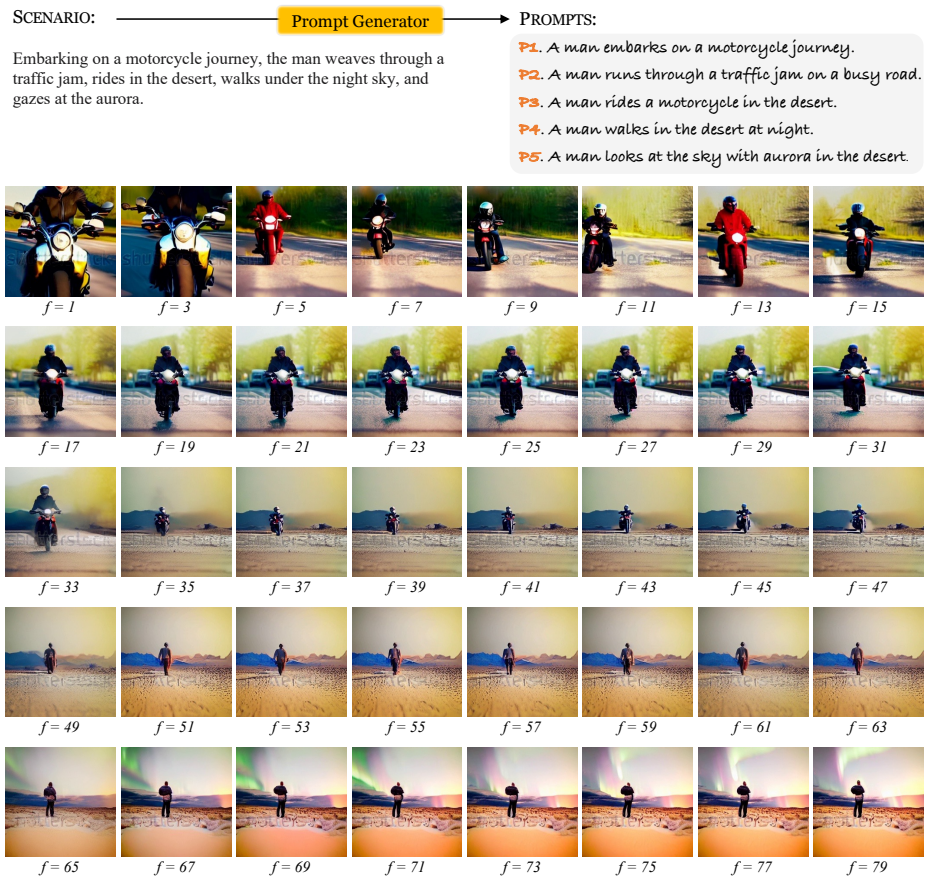 SCENARIO:
Prompt Generator
PROMPTS:
Embarking on a motorcycle journey, the man weaves through a
traffic jam, rides in the desert, walks under the night sky, and
gazes at the aurora.
P1. A man embarks on a motorcycle journey.
P2. A man runs through a traffic jam on a busy road.
P3. A man rides a motorcycle in the desert.
P4. A man walks in the desert at night.
P5. A man looks at the sky with aurora in the desert.
f = 1 f = 3 f = 5 f = 7 f = 9 f = 11 f = 13 f = 15
f = 17 f = 19 f = 21 f = 23 f = 25 f = 27 f = 29 f = 31
f = 33 f = 35 f = 37 f = 39 f = 41 f = 43 f = 45 f = 47
f = 49 f = 51 f = 53 f = 55 f = 57 f = 59 f = 61 f = 63
f = 65 f = 67 f = 69 f = 71 f = 73 f = 75 f = 77 f = 79